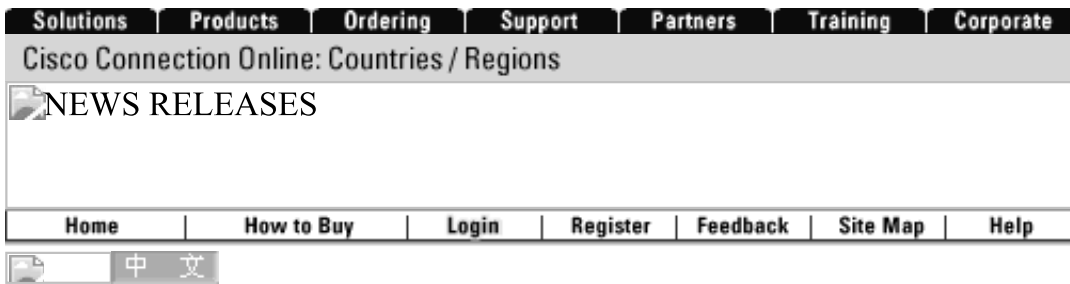 Solutions Products Ordering Support Partners Training Corporate
Cisco Connection Online: Countries / Regions
NEWS RELEASES
Home How to Buy Login Register Feedback Site Map Help
中 文